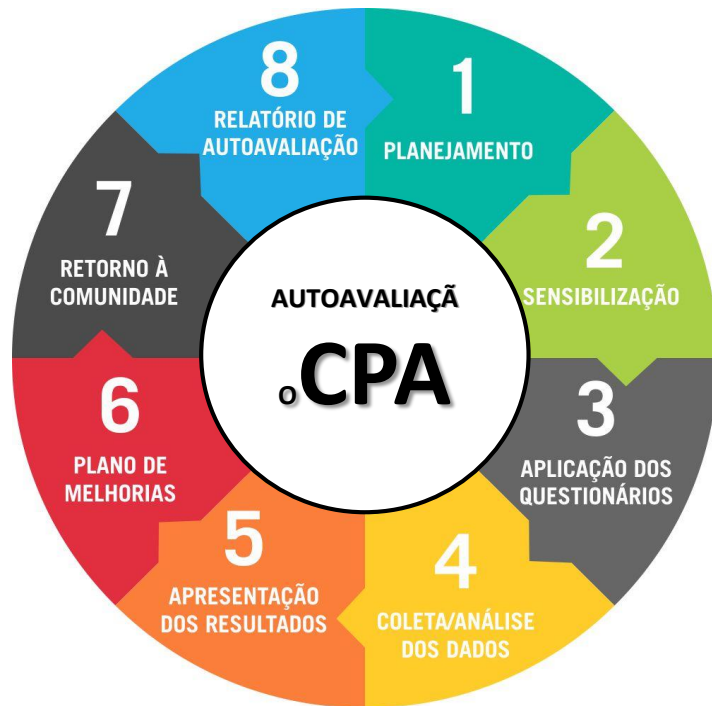 8
RELATÓRIO DE
AUTOAVALIAÇÃO
1
PLANEJAMENTO
2
SENSIBILIZAÇÃO
3
APLICAÇÃO DOS
QUESTIONÁRIOS
4
COLETA/ANÁLISE
DOS DADOS
5
APRESENTAÇÃO
DOS RESULTADOS
6
PLANO DE
MELHORIAS
7
RETORNO À
COMUNIDADE
AUTOAVALIAÇÃ
oCPA